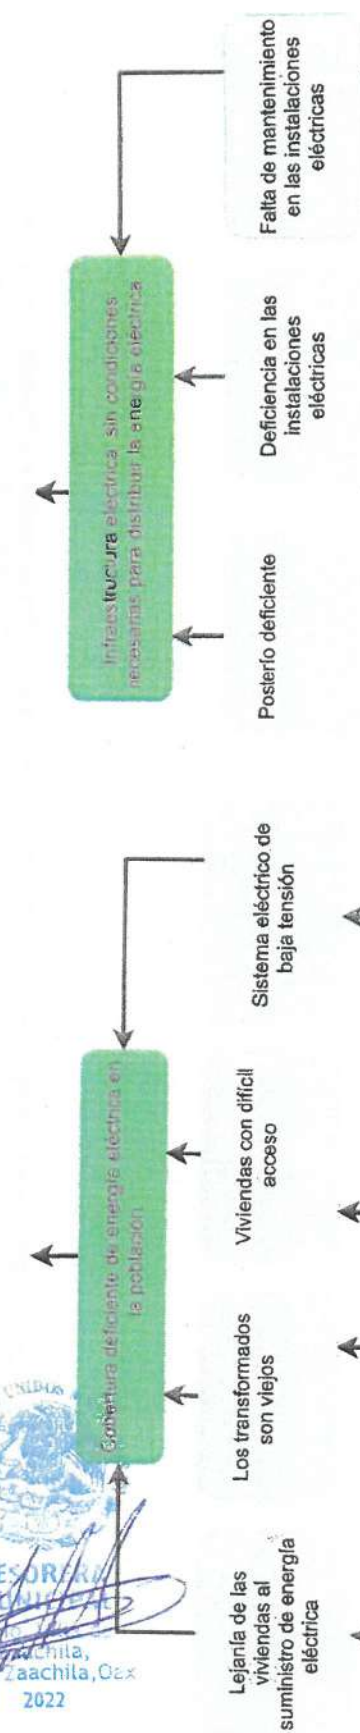 Cobertura deficiente de energía eléctrica en
la población.
Lejanía de las
viviendas al
suministro de energía
eléctrica
Los transformados
son viejos
Viviendas con difícil
acceso
Sistema eléctrico de
baja tensión
Infraestructura eléctrica sin condiciones
necesarias para distribuir la energía eléctrica
Posterío deficiente
Deficiencia en las
instalaciones
eléctricas
Falta de mantenimiento
en las instalaciones
eléctricas
UNIDOS
Zaachila, Oax
2022